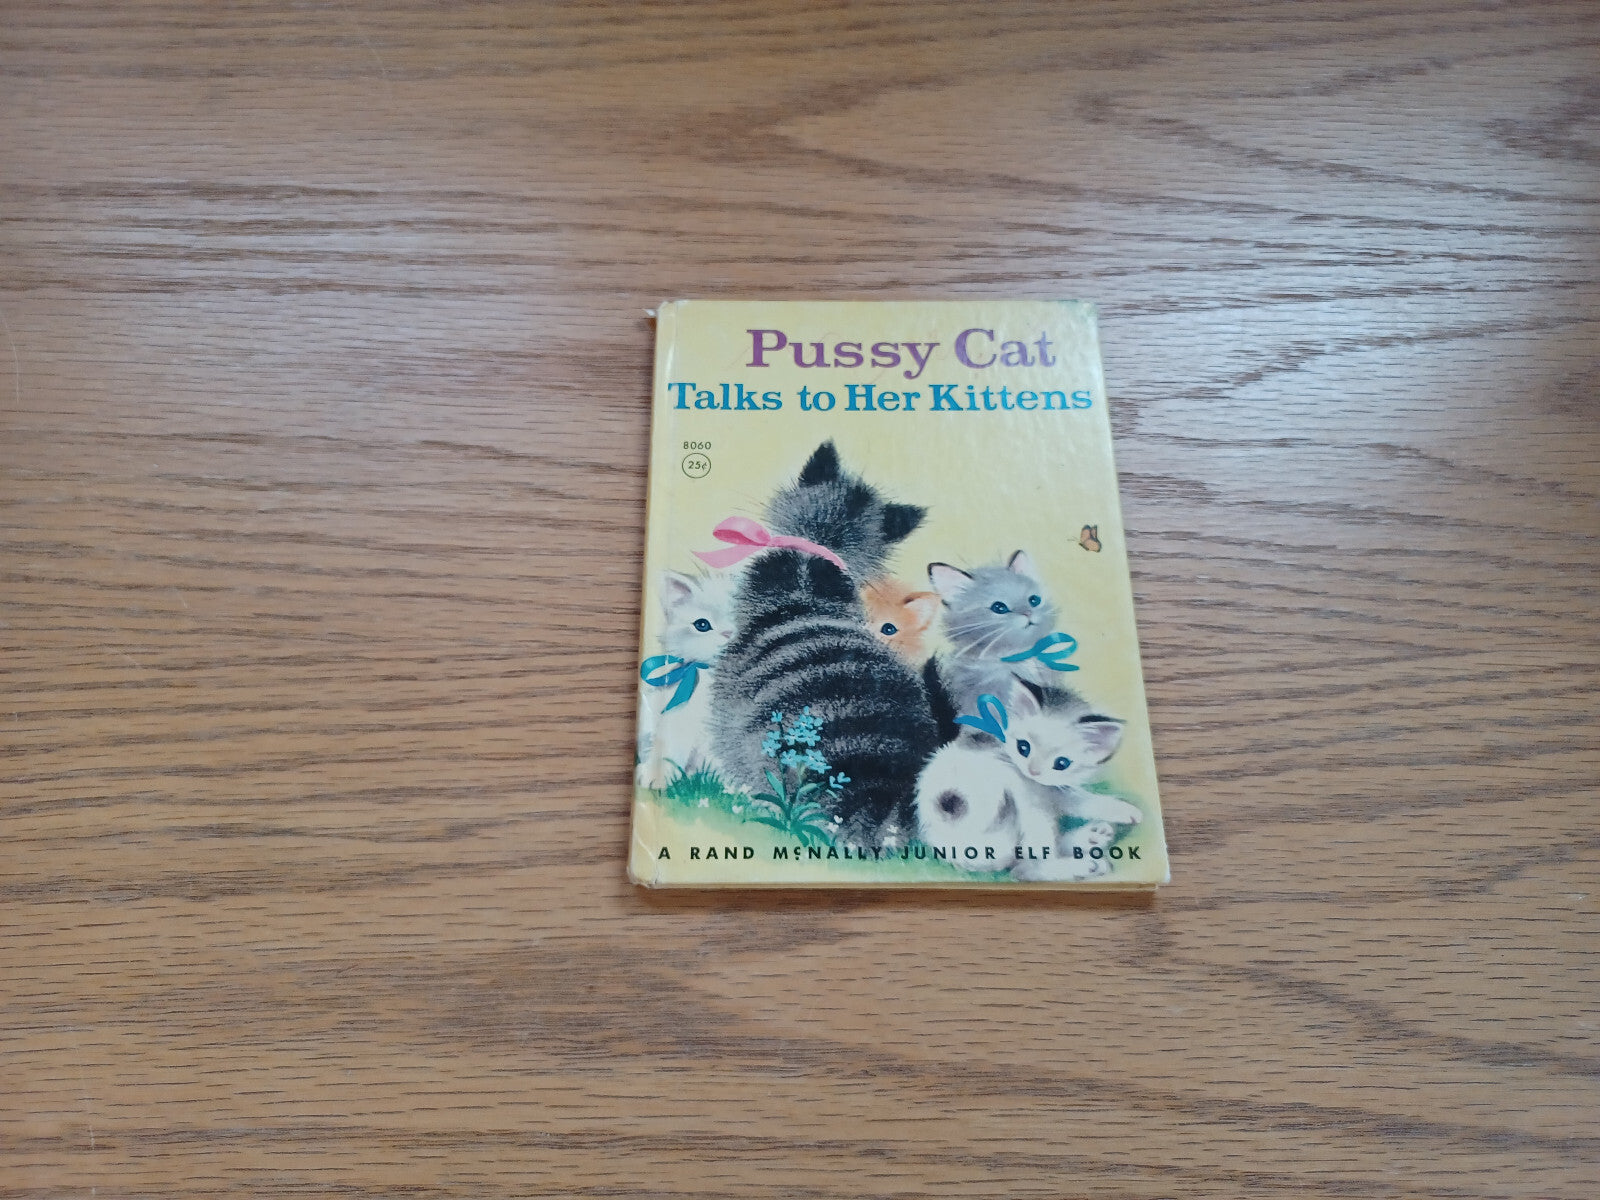 Pussy Cat
Talks to Her Kittens
8060
25¢
A RAND McNALLY JUNIOR ELF BOOK